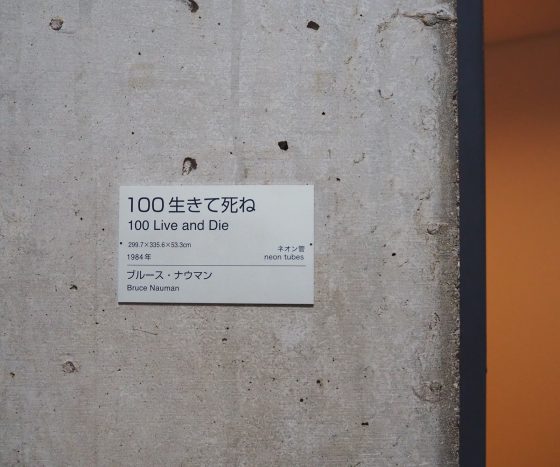 100生きて死ね
100 Live and Die
299.7×335.6×53.3cm
ネオン管
1984年
neon tubes
ブルース・ナウマン
Bruce Nauman